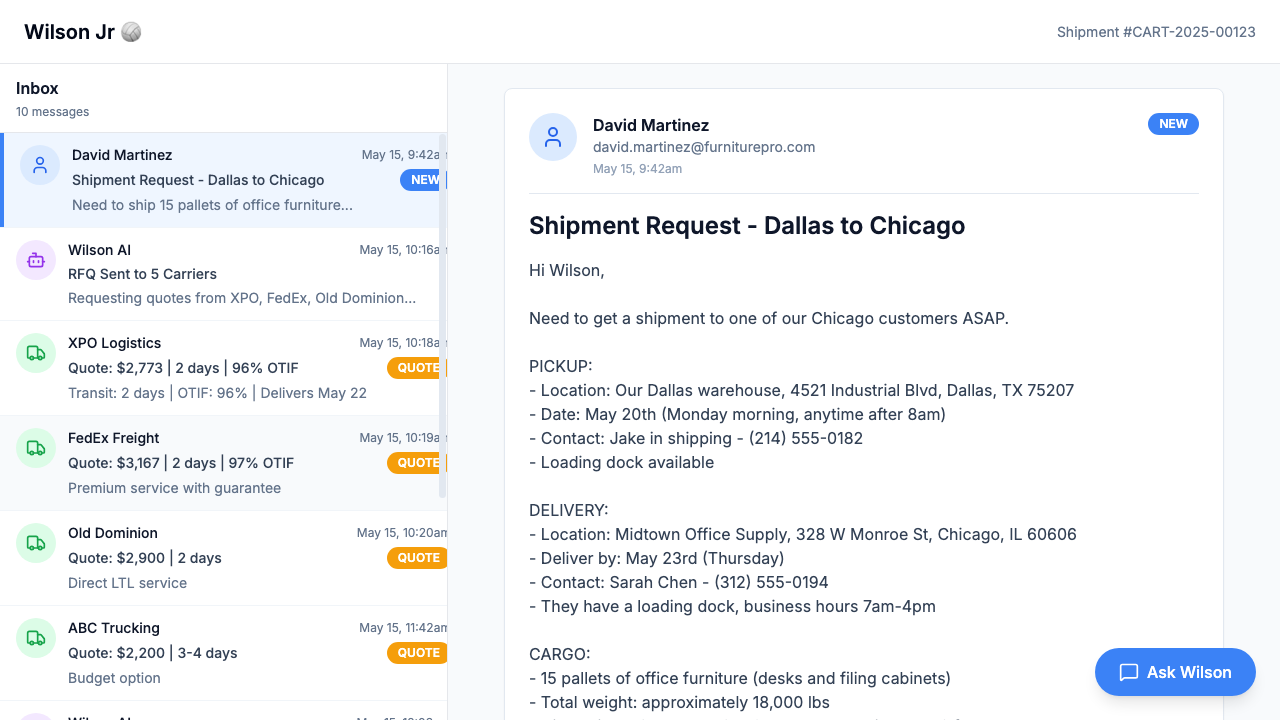 Wilson Jr
Shipment #CART-2025-00123
Inbox
10 messages
David Martinez
May 15, 9:42a
Shipment Request - Dallas to Chicago
NEW
Need to ship 15 pallets of office furniture...
Wilson AI
May 15, 10:16a
RFQ Sent to 5 Carriers
Requesting quotes from XPO, FedEx, Old Dominion...
XPO Logistics
May 15, 10:18a
Quote: $2,773 | 2 days | 96% OTIF
QUOTE
Transit: 2 days | OTIF: 96% | Delivers May 22
FedEx Freight
May 15, 10:19a
Quote: $3,167 | 2 days | 97% OTIF
QUOTE
Premium service with guarantee
Old Dominion
May 15, 10:20am
Quote: $2,900 | 2 days
QUOTE
Direct LTL service
ABC Trucking
May 15, 11:42am
Quote: $2,200 | 3-4 days
QUOTE
Budget option
David Martinez
NEW
david.martinez@furniturepro.com
May 15, 9:42am
Shipment Request - Dallas to Chicago
Hi Wilson,
Need to get a shipment to one of our Chicago customers ASAP.
PICKUP:
- Location: Our Dallas warehouse, 4521 Industrial Blvd, Dallas, TX 75207
- Date: May 20th (Monday morning, anytime after 8am)
- Contact: Jake in shipping - (214) 555-0182
- Loading dock available
DELIVERY:
- Location: Midtown Office Supply, 328 W Monroe St, Chicago, IL 60606
- Deliver by: May 23rd (Thursday)
- Contact: Sarah Chen - (312) 555-0194
- They have a loading dock, business hours 7am-4pm
CARGO:
- 15 pallets of office furniture (desks and filing cabinets)
- Total weight: approximately 18,000 lbs
Ask Wilson